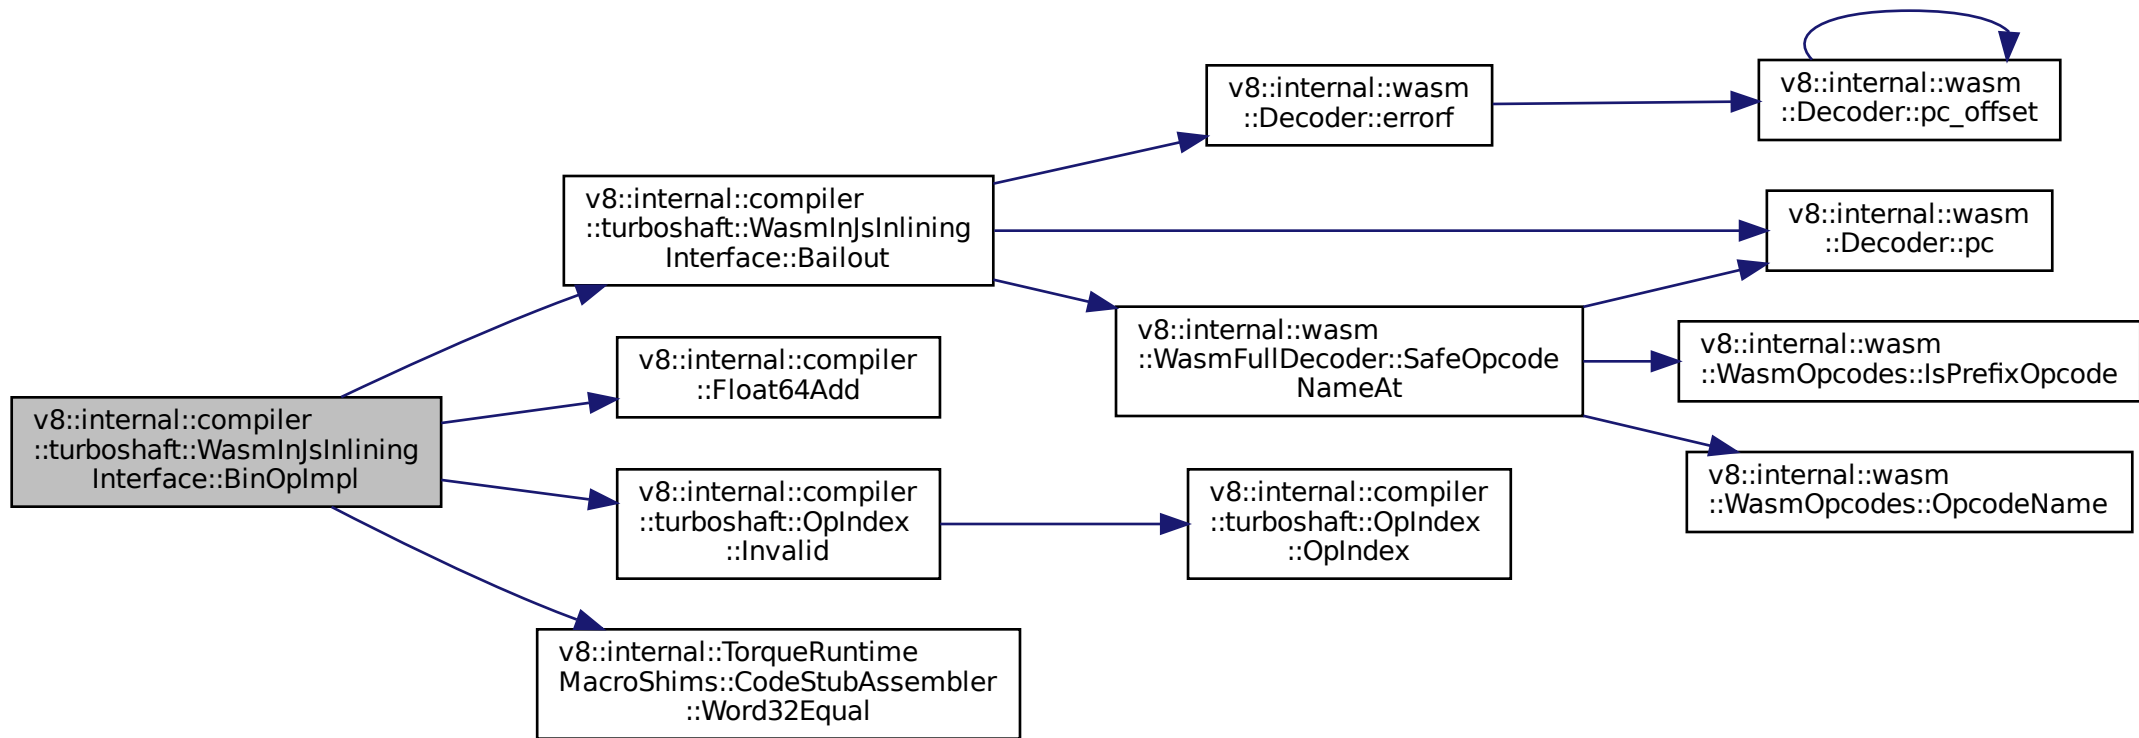 v8::internal::compiler
::turboshaft::WasmInJsInlining
Interface::BinOpImpl
v8::internal::compiler
::turboshaft::WasmInJsInlining
Interface::Bailout
v8::internal::wasm
::Decoder::errorf
v8::internal::wasm
::Decoder::pc_offset
v8::internal::wasm
::Decoder::pc
v8::internal::wasm
::WasmFullDecoder::SafeOpcode
NameAt
v8::internal::wasm
::WasmOpcodes::IsPrefixOpcode
v8::internal::wasm
::WasmOpcodes::OpcodeName
v8::internal::compiler
::Float64Add
v8::internal::compiler
::turboshaft::OpIndex
::Invalid
v8::internal::compiler
::turboshaft::OpIndex
::OpIndex
v8::internal::TorqueRuntime
MacroShims::CodeStubAssembler
::Word32Equal